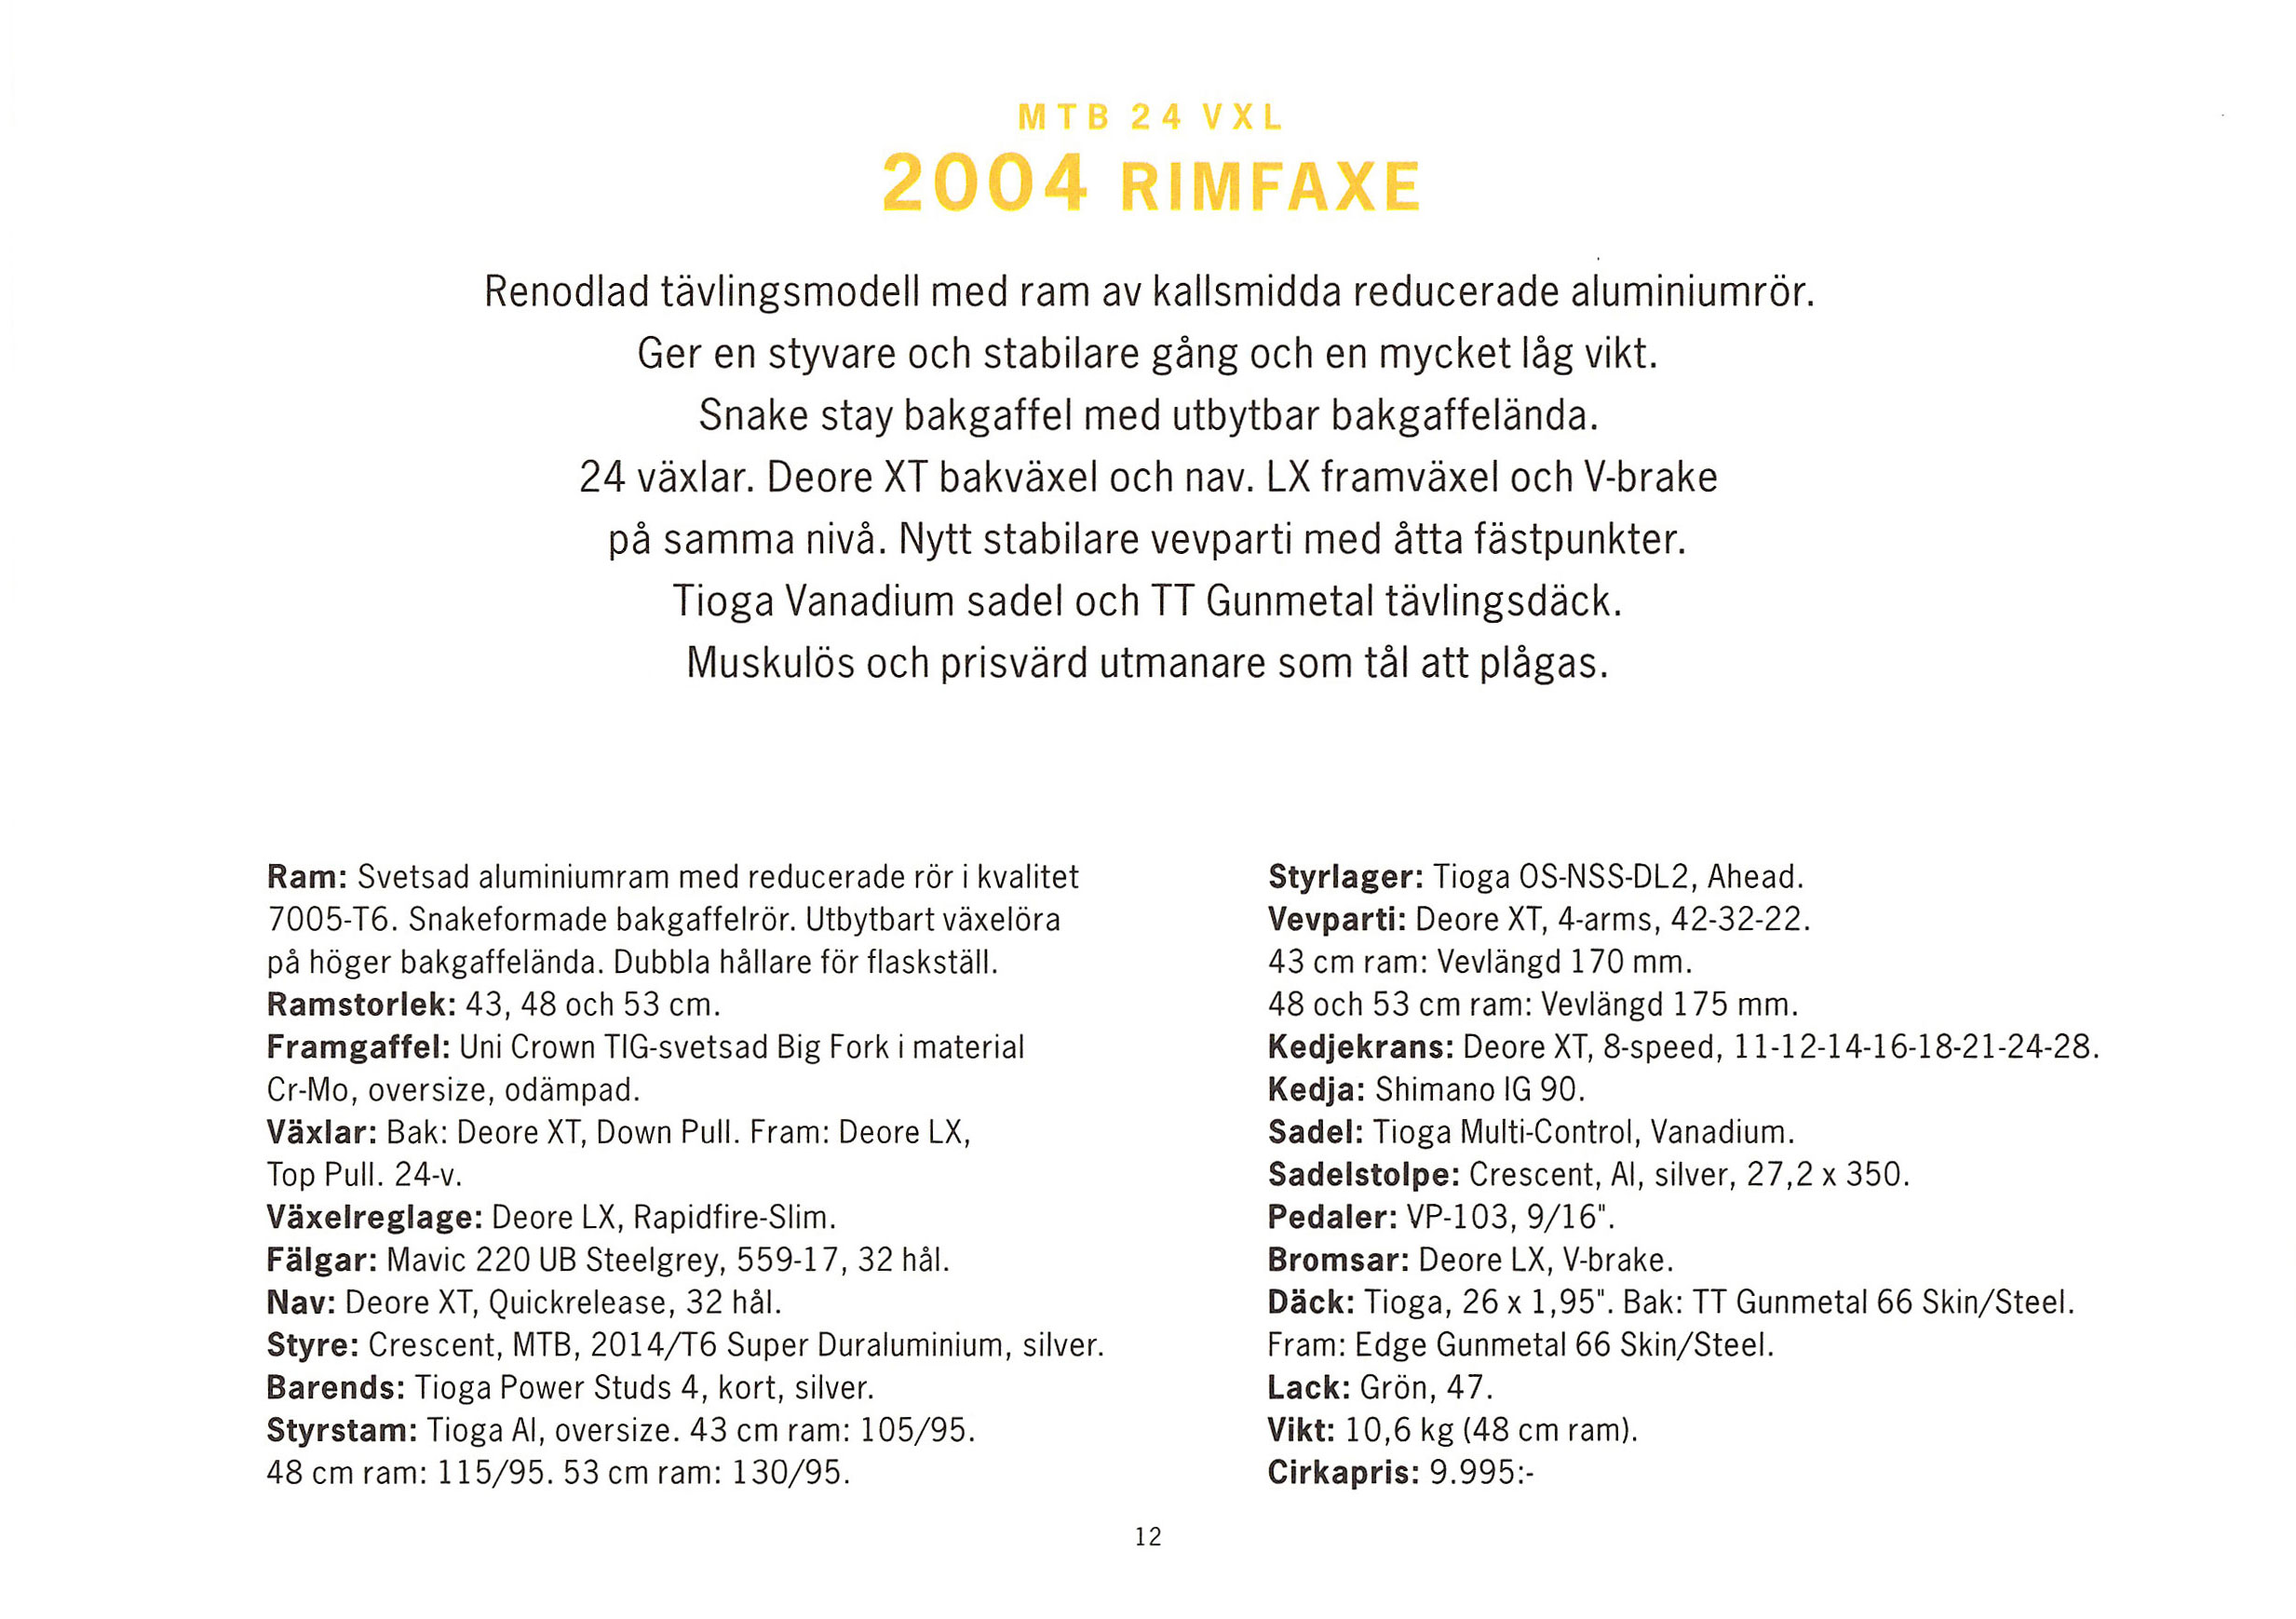 MTB 24 VXL
2004 RIMFAXE
Renodlad tävlingsmodell med ram av kallsmidda reducerade aluminiumrör.
Ger en styvare och stabilare gång och en mycket låg vikt.
Snake stay bakgaffel med utbytbar bakgaffelända.
24 växlar. Deore XT bakväxel och nav. LX framväxel och V-brake
på samma nivå. Nytt stabilare vevparti med åtta fästpunkter.
Tioga Vanadium sadel och TT Gunmetal tävlingsdäck.
Muskulös och prisvärd utmanare som tål att plågas.
Ram: Svetsad aluminiumram med reducerade rör i kvalitet
7005-T6. Snakeformade bakgaffelrör. Utbytbart växelöra
på höger bakgaffelända. Dubbla hållare för flaskställ.
Ramstorlek: 43, 48 och 53 cm.
Framgaffel: Uni Crown TIG-svetsad Big Fork i material
Cr-Mo, oversize, odämpad.
Växlar: Bak: Deore XT, Down Pull. Fram: Deore LX,
Top Pull. 24-v.
Växelreglage: Deore LX, Rapidfire-Slim.
Fälgar: Mavic 220 UB Steelgrey, 559-17, 32 hål.
Nav: Deore XT, Quickrelease, 32 hål.
Styre: Crescent, MTB, 2014/T6 Super Duraluminium, silver.
Barends: Tioga Power Studs 4, kort, silver.
Styrstam: Tioga Al, oversize. 43 cm ram: 105/95.
48 cm ram: 115/95. 53 cm ram: 130/95.
Styrlager: Tioga OS-NSS-DL2, Ahead.
Vevparti: Deore XT, 4-arms, 42-32-22.
43 cm ram: Vevlängd 170 mm.
48 och 53 cm ram: Vevlängd 175 mm.
Kedjekrans: Deore XT, 8-speed, 11-12-14-16-18-21-24-28.
Kedja: Shimano IG 90.
Sadel: Tioga Multi-Control, Vanadium.
Sadelstolpe: Crescent, Al, silver, 27,2 x 350.
Pedaler: VP-103, 9/16".
Bromsar: Deore LX, V-brake.
Däck: Tioga, 26 x 1,95". Bak: TT Gunmetal 66 Skin/Steel.
Fram: Edge Gunmetal 66 Skin/Steel.
Lack: Grön, 47.
Vikt: 10,6 kg (48 cm ram).
Cirkapris: 9.995:-
12